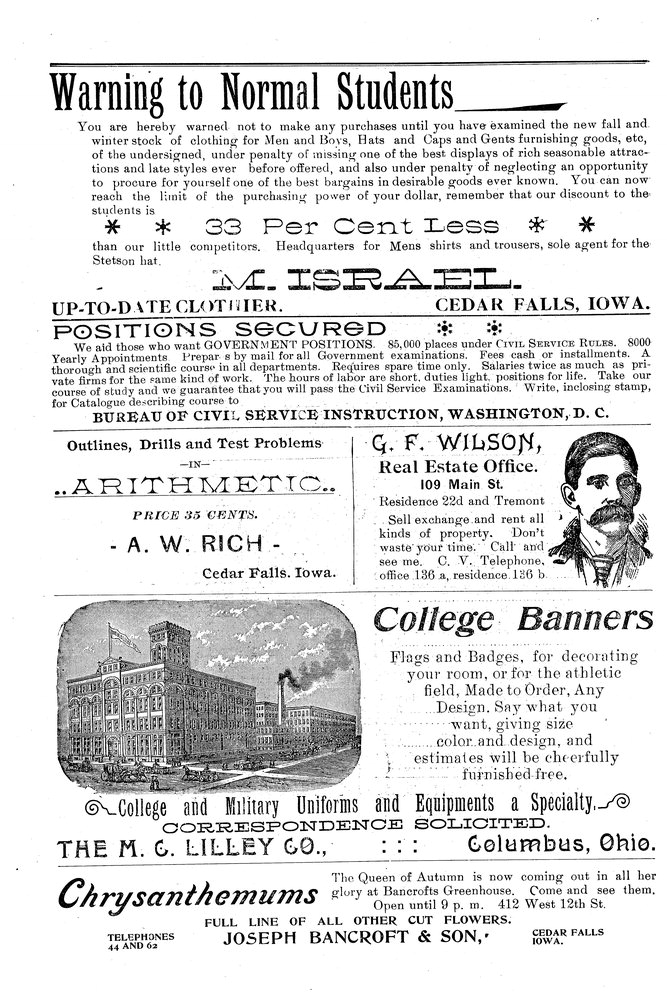 Warning to Normal Students
You are hereby warned not to make any purchases until you have examined the new fall and
winter stock of clothing for Men and Boys, Hats and Caps and Gents furnishing goods, etc,
of the undersigned, under penalty of missing one of the best displays of rich seasonable attrac-
tions and late styles ever before offered, and also under penalty of neglecting an opportunity
to procure for yourself one of the best bargains in desirable goods ever known. You can now
reach the limit of the purchasing power of your dollar, remember that our discount to the
students is
* * 33 Per Cent Less * *
than our little competitors. Headquarters for Mens shirts and trousers, sole agent for the
Stetson hat.
M. ISRAEL.
UP-TO-DATE CLOTHIER. CEDAR FALLS, IOWA.
POSITIONS SECURED * *
We aid those who want GOVERNMENT POSITIONS. 85,000 places under CIVIL SERVICE RULES. 8000
Yearly Appointments. Prepares by mail for all Government examinations. Fees cash or installments. A
thorough and scientific course in all departments. Requires spare time only. Salaries twice as much as pri-
vate firms for the same kind of work. The hours of labor are short, duties light, positions for life. Take our
course of study and we guarantee that you will pass the Civil Service Examinations. Write, inclosing stamp,
for Catalogue describing course to
BUREAU OF CIVIL SERVICE INSTRUCTION, WASHINGTON, D. C.
Outlines, Drills and Test Problems
—IN—
..ARITHMETIC..
PRICE 35 CENTS.
- A. W. RICH -
Cedar Falls. Iowa.
G. F. WILSON,
Real Estate Office.
109 Main St.
Residence 22d and Tremont
Sell exchange and rent all
kinds of property. Don't
waste your time. Call and
see me. C. V. Telephone,
office 136 a, residence 136 b
College Banners
Flags and Badges, for decorating
your room, or for the athletic
field, Made to Order, Any
Design. Say what you
want, giving size
color and design, and
estimates will be cheerfully
furnished free.
College and Military Uniforms and Equipments a Specialty.
CORRESPONDENCE SOLICITED.
THE M. C. LILLEY CO., : : : Columbus, Ohio.
Chrysanthemums
The Queen of Autumn is now coming out in all her
glory at Bancrofts Greenhouse. Come and see them.
Open until 9 p. m. 412 West 12th St.
FULL LINE OF ALL OTHER CUT FLOWERS.
TELEPHONES
44 AND 62
JOSEPH BANCROFT & SON,
CEDAR FALLS
IOWA.